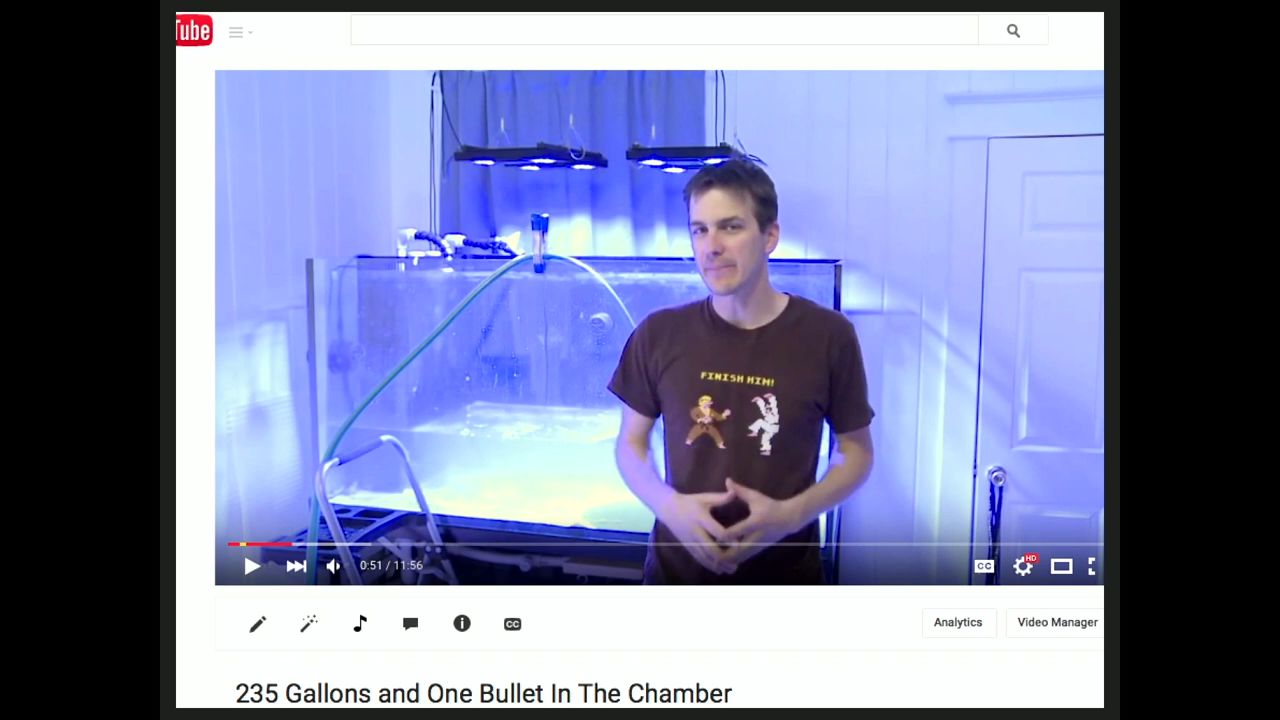 Tube
FINISH HIM!
0:51 / 11:56
CC
HD
CC
Analytics
Video Manager
235 Gallons and One Bullet In The Chamber